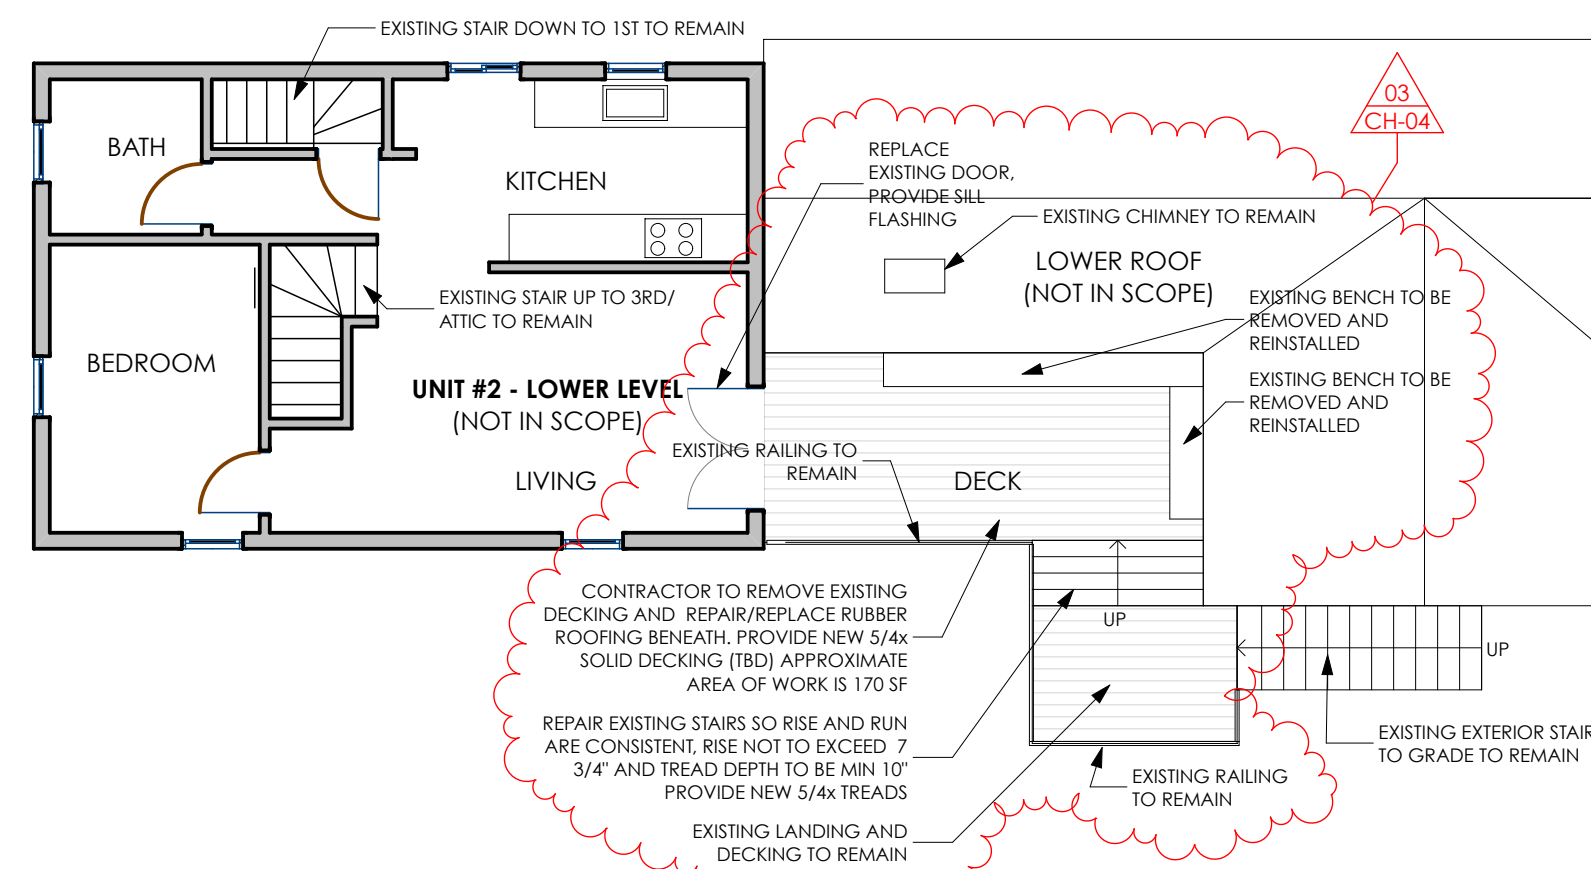 EXISTING STAIR DOWN TO 1ST TO REMAIN
03
CH-04
BATH
KITCHEN
REPLACE
EXISTING DOOR,
PROVIDE SILL
FLASHING
EXISTING CHIMNEY TO REMAIN
LOWER ROOF
(NOT IN SCOPE)
EXISTING STAIR UP TO 3RD/
ATTIC TO REMAIN
EXISTING BENCH TO BE
REMOVED AND
REINSTALLED
BEDROOM
UNIT #2 - LOWER LEVEL
(NOT IN SCOPE)
EXISTING BENCH TO BE
REMOVED AND
REINSTALLED
EXISTING RAILING TO
REMAIN
LIVING
DECK
CONTRACTOR TO REMOVE EXISTING
DECKING AND REPAIR/REPLACE RUBBER
ROOFING BENEATH. PROVIDE NEW 5/4x
SOLID DECKING (TBD) APPROXIMATE
AREA OF WORK IS 170 SF
UP
UP
REPAIR EXISTING STAIRS SO RISE AND RUN
ARE CONSISTENT, RISE NOT TO EXCEED 7
3/4" AND TREAD DEPTH TO BE MIN 10"
PROVIDE NEW 5/4x TREADS
EXISTING EXTERIOR STAIR
TO GRADE TO REMAIN
EXISTING RAILING
TO REMAIN
EXISTING LANDING AND
DECKING TO REMAIN